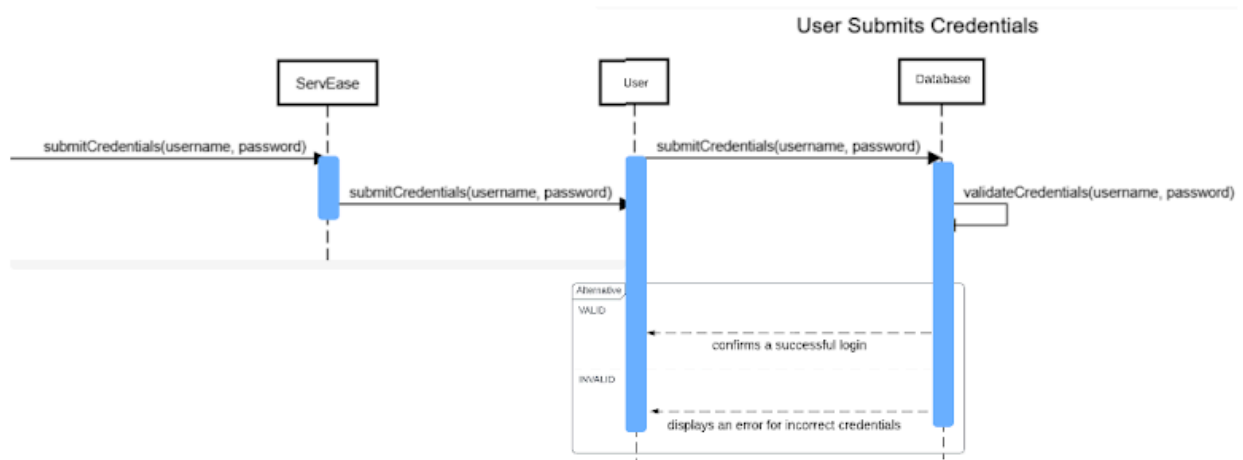 User Submits Credentials
ServEase
User
Database
submitCredentials(username, password)
submitCredentials(username, password)
submitCredentials(username, password)
validateCredentials(username, password)
Alternative
VALID
confirms a successful login
INVALID
displays an error for incorrect credentials